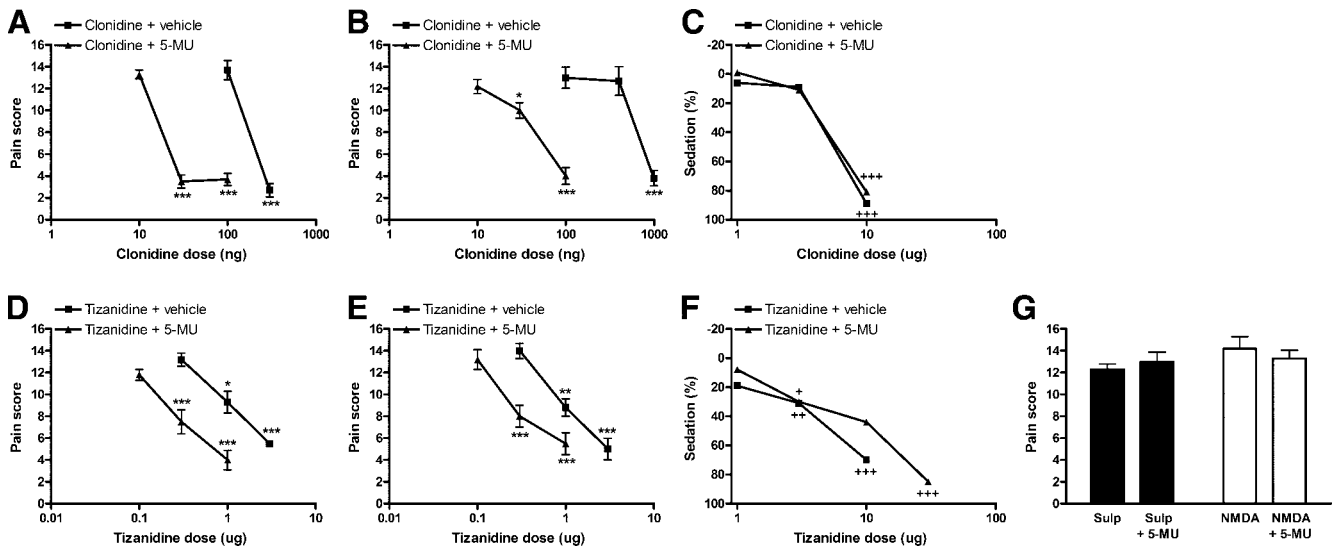 A
Clonidine + vehicle
Clonidine + 5-MU
Pain score
16
14
12
10
8
6
4
2
0
***
***
***
1
10
100
1000
Clonidine dose (ng)
B
Clonidine + vehicle
Clonidine + 5-MU
Pain score
16
14
12
10
8
6
4
2
0
*
***
***
1
10
100
1000
Clonidine dose (ng)
C
Clonidine + vehicle
Clonidine + 5-MU
Sedation (%)
-20
0
20
40
60
80
100
+++
+++
1
10
100
Clonidine dose (ug)
D
Tizanidine + vehicle
Tizanidine + 5-MU
Pain score
16
14
12
10
8
6
4
2
0
*
***
***
***
0.01
0.1
1
10
Tizanidine dose (ug)
E
Tizanidine + vehicle
Tizanidine + 5-MU
Pain score
16
14
12
10
8
6
4
2
0
**
***
***
***
0.01
0.1
1
10
Tizanidine dose (ug)
F
Tizanidine + vehicle
Tizanidine + 5-MU
Sedation (%)
-20
0
20
40
60
80
100
+
++
+++
+++
1
10
100
Tizanidine dose (ug)
G
Pain score
16
14
12
10
8
6
4
2
0
Sulp
Sulp
+ 5-MU
NMDA
NMDA
+ 5-MU